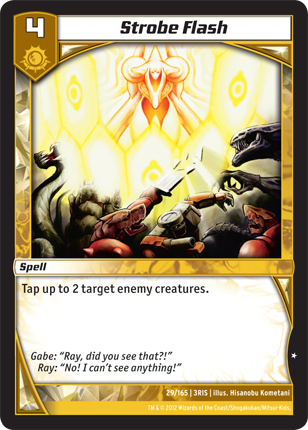 4
Strobe Flash
Spell
Tap up to 2 target enemy creatures.
Gabe: "Ray, did you see that?!"
Ray: "No! I can't see anything!"
29/165 | 3RIS | illus. Hisanobu Kometani
TM & © 2012 Wizards of the Coast/Shogakukan/Mitsui-Kids